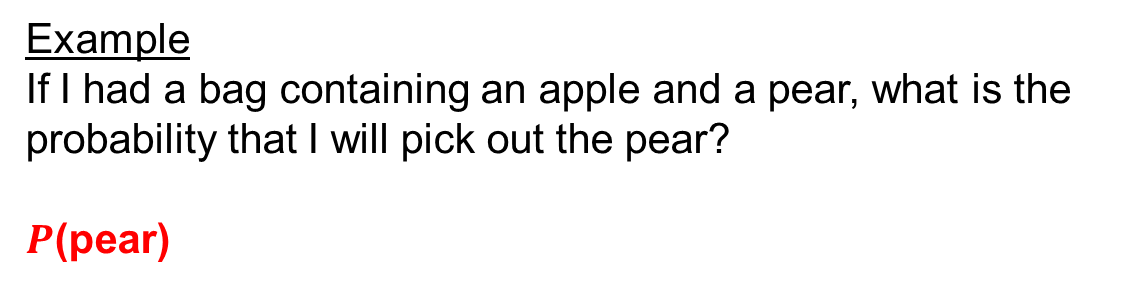 Example
If I had a bag containing an apple and a pear, what is the
probability that I will pick out the pear?
P(pear)